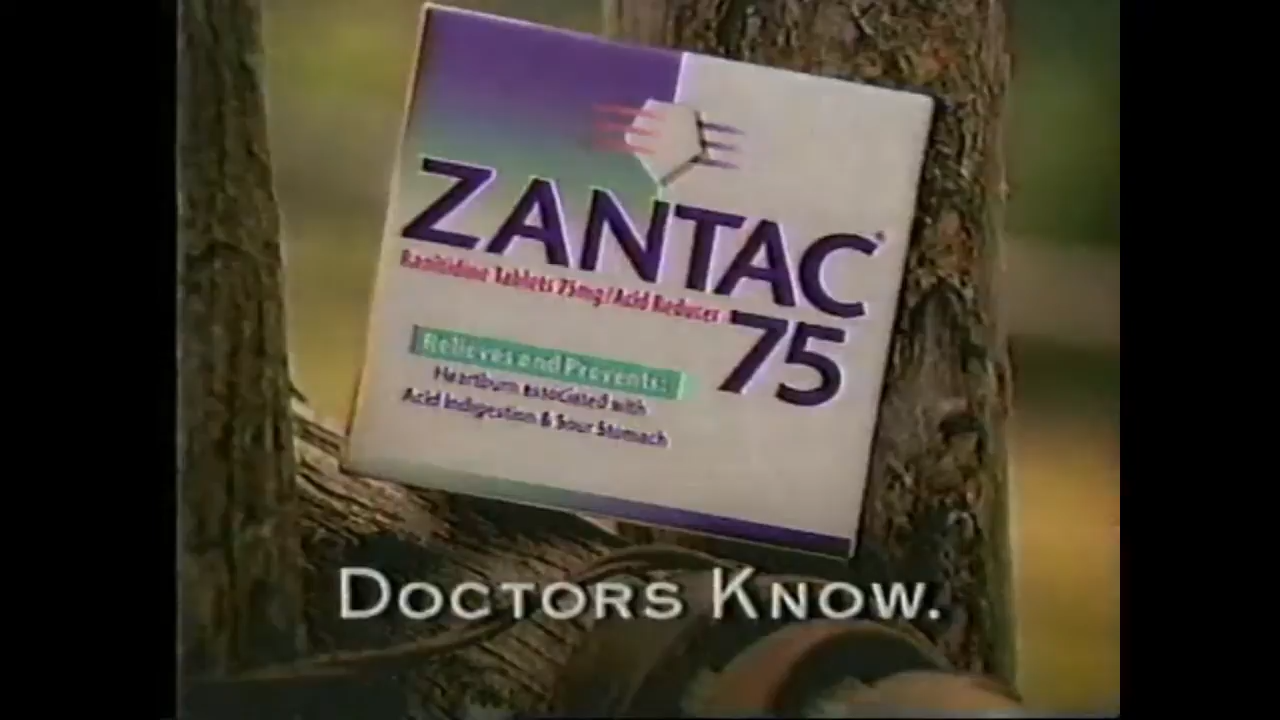 ZANTAC®
Ranitidine Tablets 75mg/Acid Reducer
75
Relieves and Prevents:
Heartburn associated with
Acid Indigestion & Sour Stomach
DOCTORS KNOW.